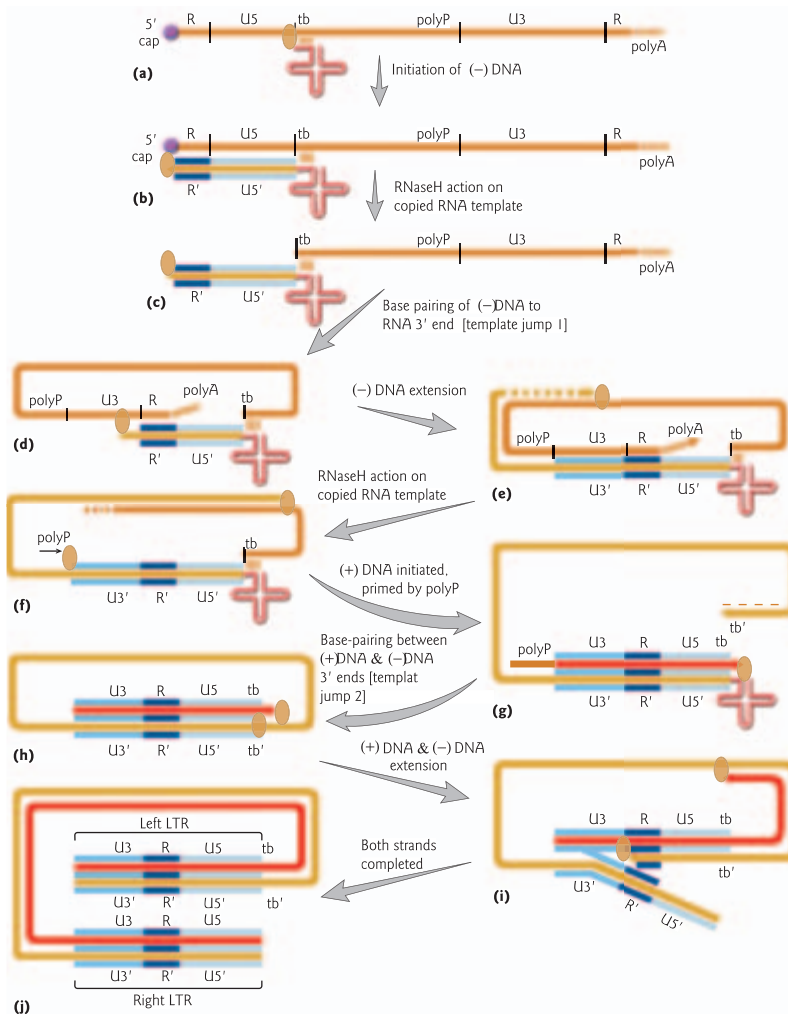 R U5 tb polyP U3 R
5′
cap
polyA
(a)
Initiation of (–) DNA
5′
cap
U5 tb polyP U3 R
polyA
R′ U5′
(b)
RNaseH action on
copied RNA template
tb polyP U3 R
polyA
R′ U5′
(c)
Base pairing of (–)DNA to
RNA 3′ end [template jump 1]
polyP U3 R polyA tb
R′ U5′
(d)
(–) DNA extension
polyP U3 R polyA tb
U3′ R′ U5′
(e)
RNaseH action on
copied RNA template
polyP
tb
U3′ R′ U5′
(f)
(+) DNA initiated,
primed by polyP
tb′
U3 R U5 tb
polyP
U3′ R′ U5′
(g)
Base-pairing between
(+)DNA & (–)DNA
3′ ends [templat
jump 2]
U3 R U5 tb
U3′ R′ U5′ tb′
(h)
(+) DNA & (–) DNA
extension
U3 R U5 tb
tb′
U3′
R′
U5′
(i)
Both strands
completed
Left LTR
U3 R U5 tb
U3′ R′ U5′ tb′
U3 R U5
U3′ R′ U5′
Right LTR
(j)